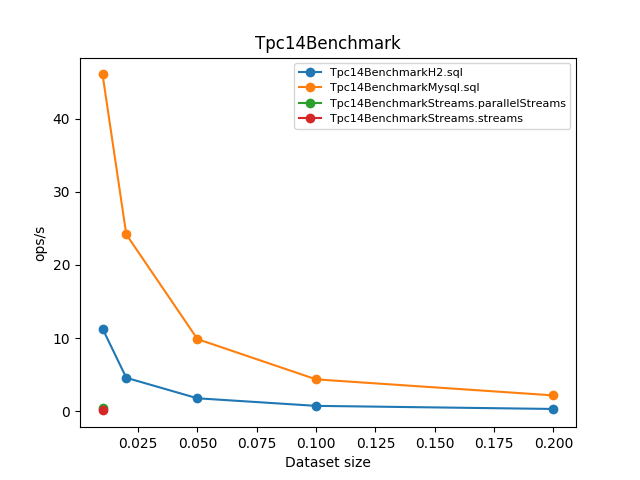 Tpc14Benchmark
Tpc14BenchmarkH2.sql
Tpc14BenchmarkMysql.sql
Tpc14BenchmarkStreams.parallelStreams
Tpc14BenchmarkStreams.streams
ops/s
40
30
20
10
0
0.025 0.050 0.075 0.100 0.125 0.150 0.175 0.200
Dataset size